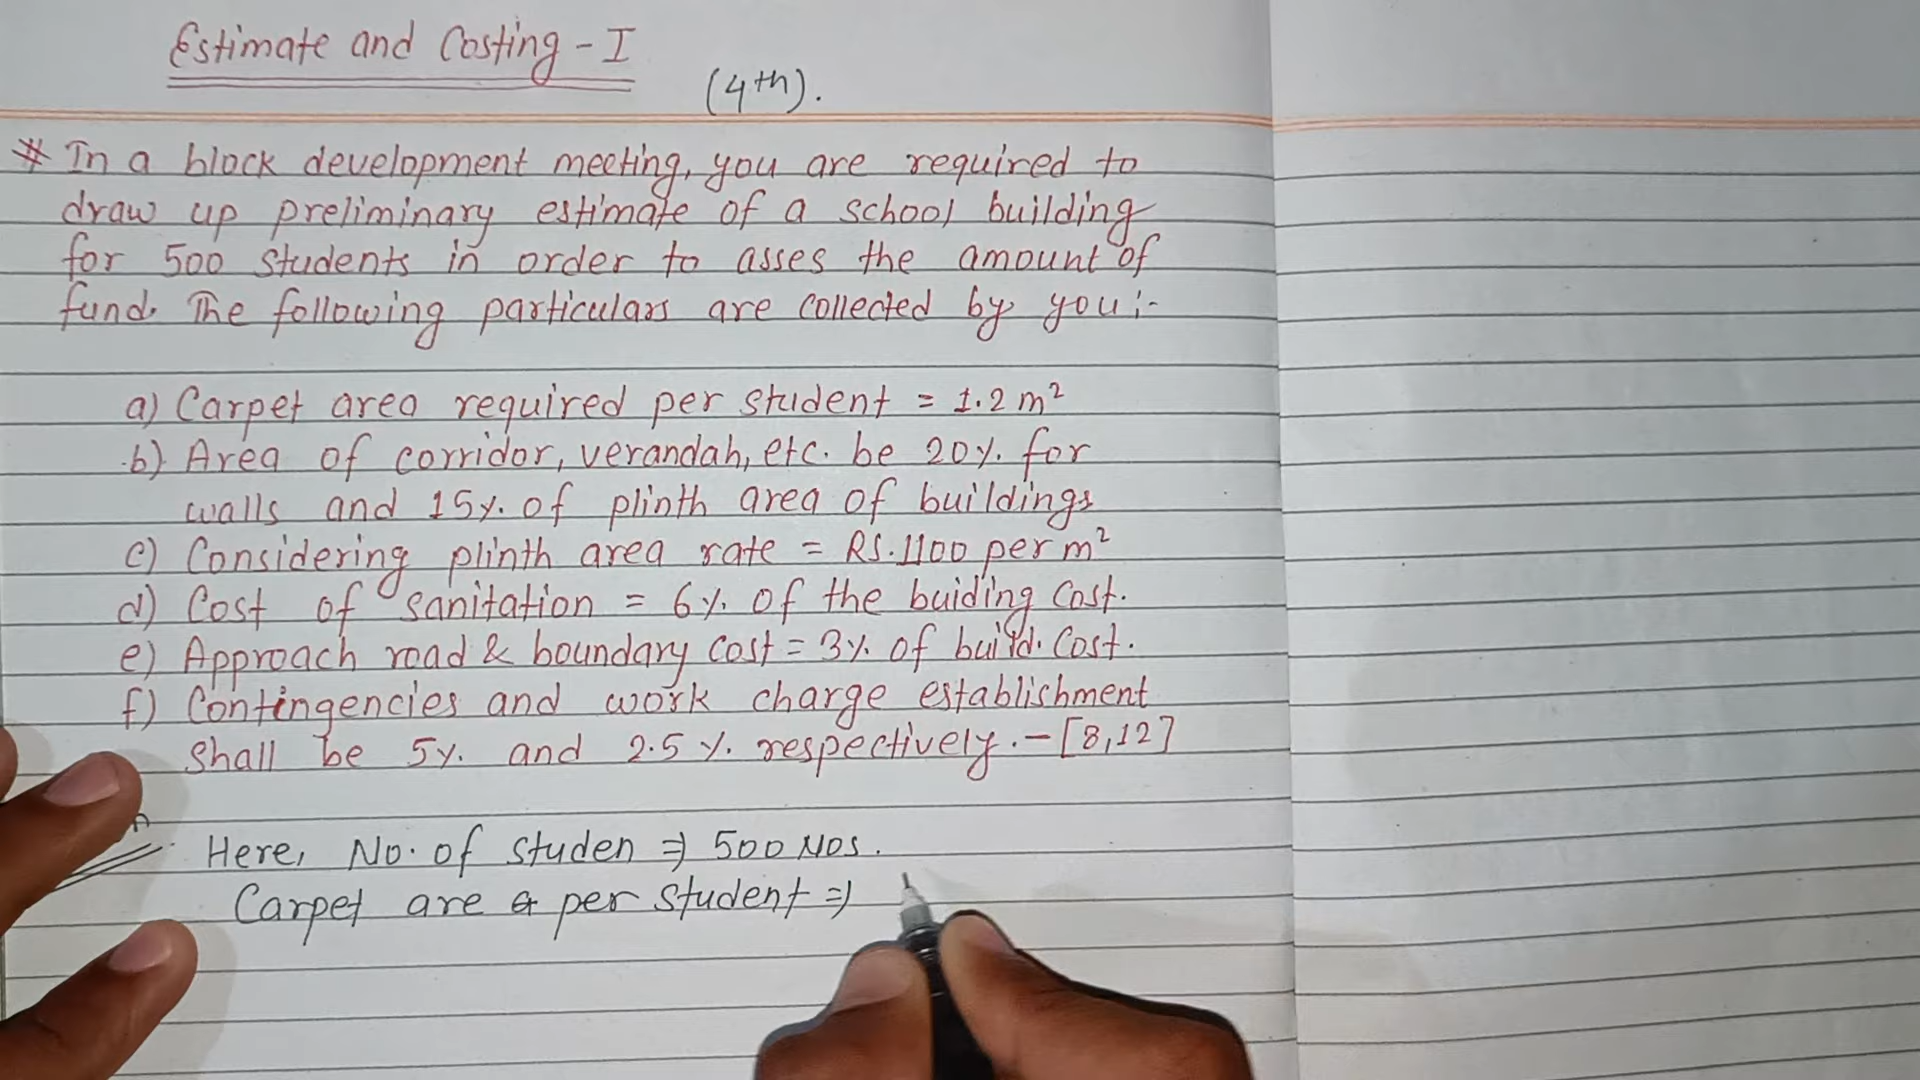 Estimate and Costing - I
(4th).
* In a block development meeting, you are required to
draw up preliminary estimate of a school building
for 500 students in order to asses the amount of
fund. The following particulars are collected by you:-
a) Carpet area required per student = 1.2 m²
b) Area of corridor, verandah, etc. be 20%. for
walls and 15%. of plinth area of buildings
c) Considering plinth area rate = RS. 1100 per m²
d) Cost of sanitation = 6%. of the buiding Cost.
e) Approach road & boundary cost = 3%. of build. Cost.
f) Contingencies and work charge establishment
shall be 5%. and 2.5%. respectively. - [8,12]
Here, No. of studen ⇒ 500 Nos.
Carpet are a per student ⇒